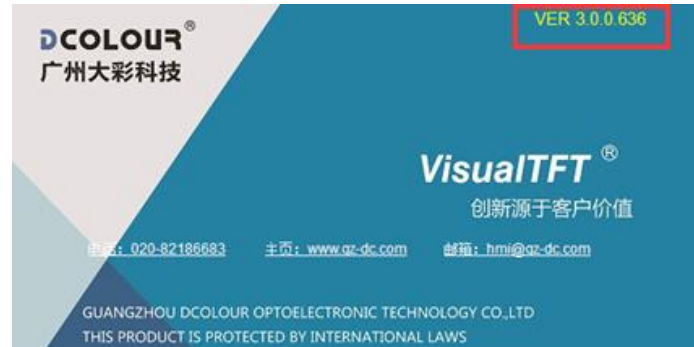 VER 3.0.0.636
DCOLOUR®
广州大彩科技
VisualTFT ®
创新源于客户价值
电话：020-82186683 主页：www.gz-dc.com 邮箱：hmi@gz-dc.com
GUANGZHOU DCOLOUR OPTOELECTRONIC TECHNOLOGY CO.,LTD
THIS PRODUCT IS PROTECTED BY INTERNATIONAL LAWS